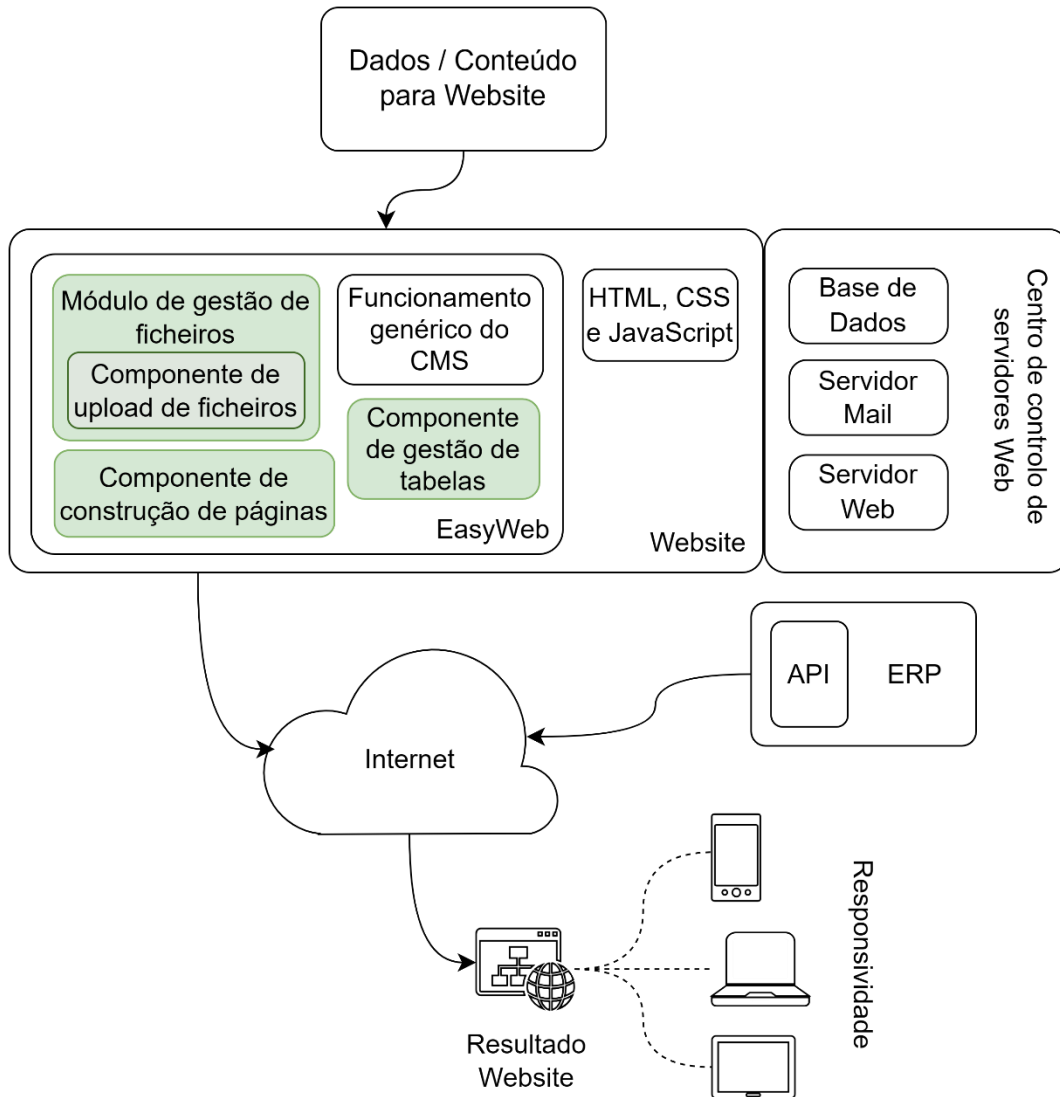 Dados / Conteúdo
para Website
Módulo de gestão de
ficheiros
Componente de
upload de ficheiros
Funcionamento
genérico do
CMS
Componente
de gestão de
tabelas
Componente de
construção de páginas
EasyWeb
HTML, CSS
e JavaScript
Website
Base de
Dados
Servidor
Mail
Servidor
Web
Centro de controlo de
servidores Web
API
ERP
Internet
Resultado
Website
Responsividade